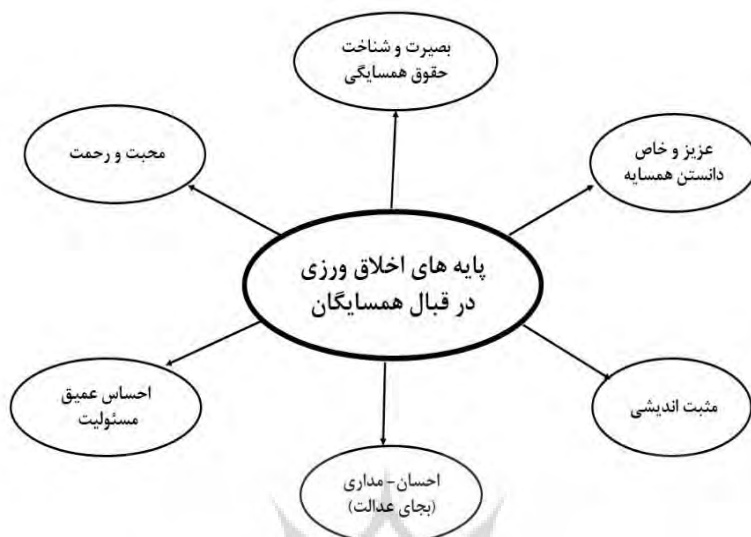 بصیرت و شناخت
حقوق همسایگی
عزیز و خاص
دانستن همسایه
محبت و رحمت
پایه های اخلاق ورزی
در قبال همسایگان
مثبت اندیشی
احساس عمیق
مسئولیت
احسان- مداری
(بجای عدالت)